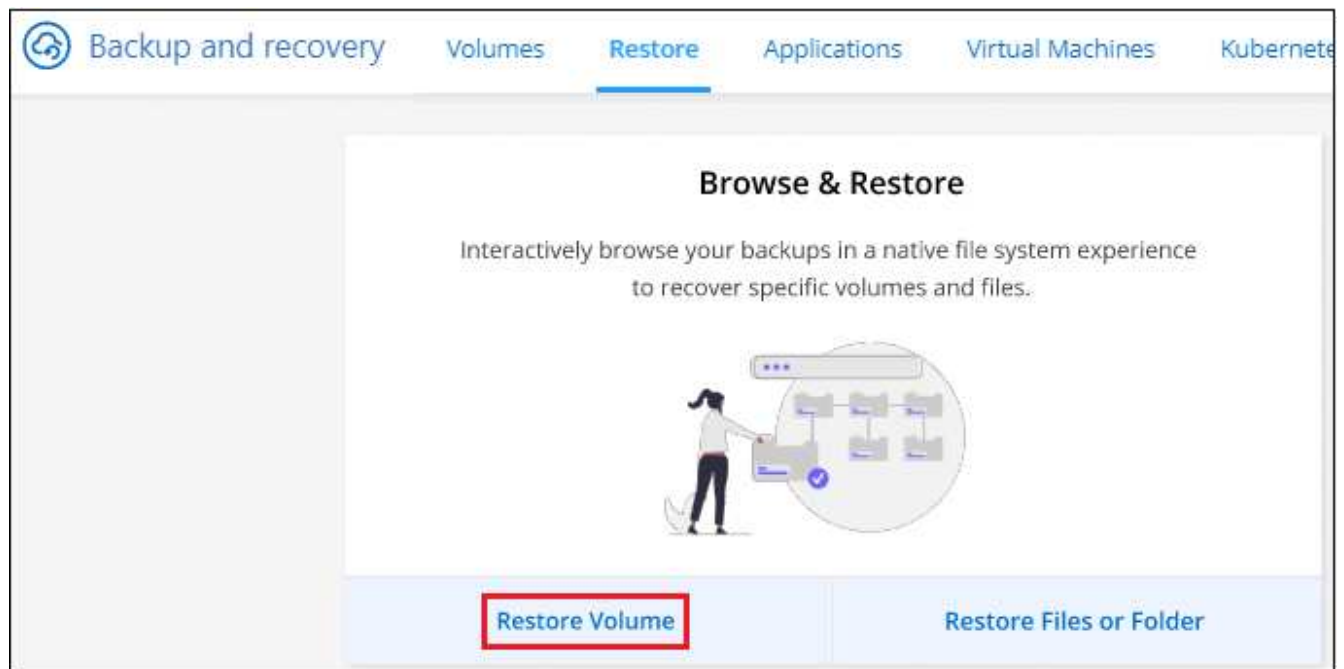 Backup and recovery Volumes Restore Applications Virtual Machines Kubernete
Browse & Restore
Interactively browse your backups in a native file system experience
to recover specific volumes and files.
Restore Volume Restore Files or Folder